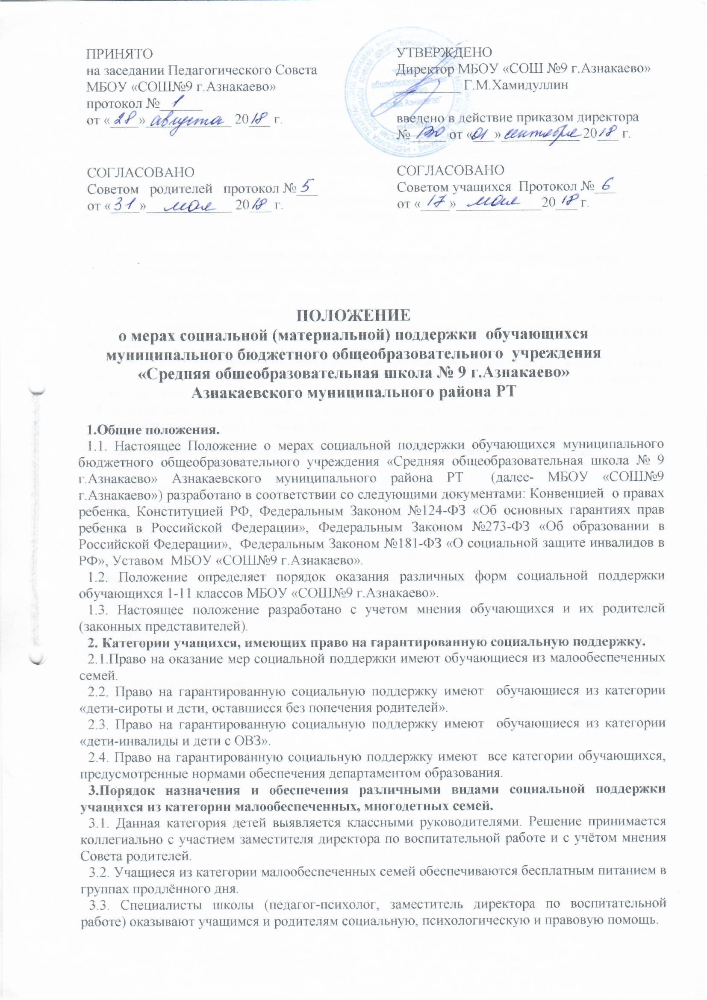 ПРИНЯТО
на заседании Педагогического Совета
МБОУ «СОШ№9 г.Азнакаево»
протокол № 1
от «28» августа 2018 г.
УТВЕРЖДЕНО
Директор МБОУ «СОШ №9 г.Азнакаево»
Г.М.Хамидуллин
введено в действие приказом директора
№ 130 от «01» сентября 2018 г.
общеобразовательная
города Азнакаево"
СОГЛАСОВАНО
Советом родителей протокол № 5
от «31» мая 2018 г.
СОГЛАСОВАНО
Советом учащихся Протокол № 6
от «17» мая 2018 г.
ПОЛОЖЕНИЕ
о мерах социальной (материальной) поддержки обучающихся
муниципального бюджетного общеобразовательного учреждения
«Средняя обшеобразовательная школа № 9 г.Азнакаево»
Азнакаевского муниципального района РТ
1.Общие положения.
1.1. Настоящее Положение о мерах социальной поддержки обучающихся муниципального
бюджетного общеобразовательного учреждения «Средняя общеобразовательная школа № 9
г.Азнакаево» Азнакаевского муниципального района РТ (далее- МБОУ «СОШ№9
г.Азнакаево») разработано в соответствии со следующими документами: Конвенцией о правах
ребенка, Конституцией РФ, Федеральным Законом №124-ФЗ «Об основных гарантиях прав
ребенка в Российской Федерации», Федеральным Законом №273-ФЗ «Об образовании в
Российской Федерации», Федеральным Законом №181-ФЗ «О социальной защите инвалидов в
РФ», Уставом МБОУ «СОШ№9 г.Азнакаево».
1.2. Положение определяет порядок оказания различных форм социальной поддержки
обучающихся 1-11 классов МБОУ «СОШ№9 г.Азнакаево».
1.3. Настоящее положение разработано с учетом мнения обучающихся и их родителей
(законных представителей).
2. Категории учащихся, имеющих право на гарантированную социальную поддержку.
2.1.Право на оказание мер социальной поддержки имеют обучающиеся из малообеспеченных
семей.
2.2. Право на гарантированную социальную поддержку имеют обучающиеся из категории
«дети-сироты и дети, оставшиеся без попечения родителей».
2.3. Право на гарантированную социальную поддержку имеют обучающиеся из категории
«дети-инвалиды и дети с ОВЗ».
2.4. Право на гарантированную социальную поддержку имеют все категории обучающихся,
предусмотренные нормами обеспечения департаментом образования.
3.Порядок назначения и обеспечения различными видами социальной поддержки
учащихся из категории малообеспеченных, многодетных семей.
3.1. Данная категория детей выявляется классными руководителями. Решение принимается
коллегиально с участием заместителя директора по воспитательной работе и с учётом мнения
Совета родителей.
3.2. Учащиеся из категории малообеспеченных семей обеспечиваются бесплатным питанием в
группах продлённого дня.
3.3. Специалисты школы (педагог-психолог, заместитель директора по воспитательной
работе) оказывают учащимся и родителям социальную, психологическую и правовую помощь.